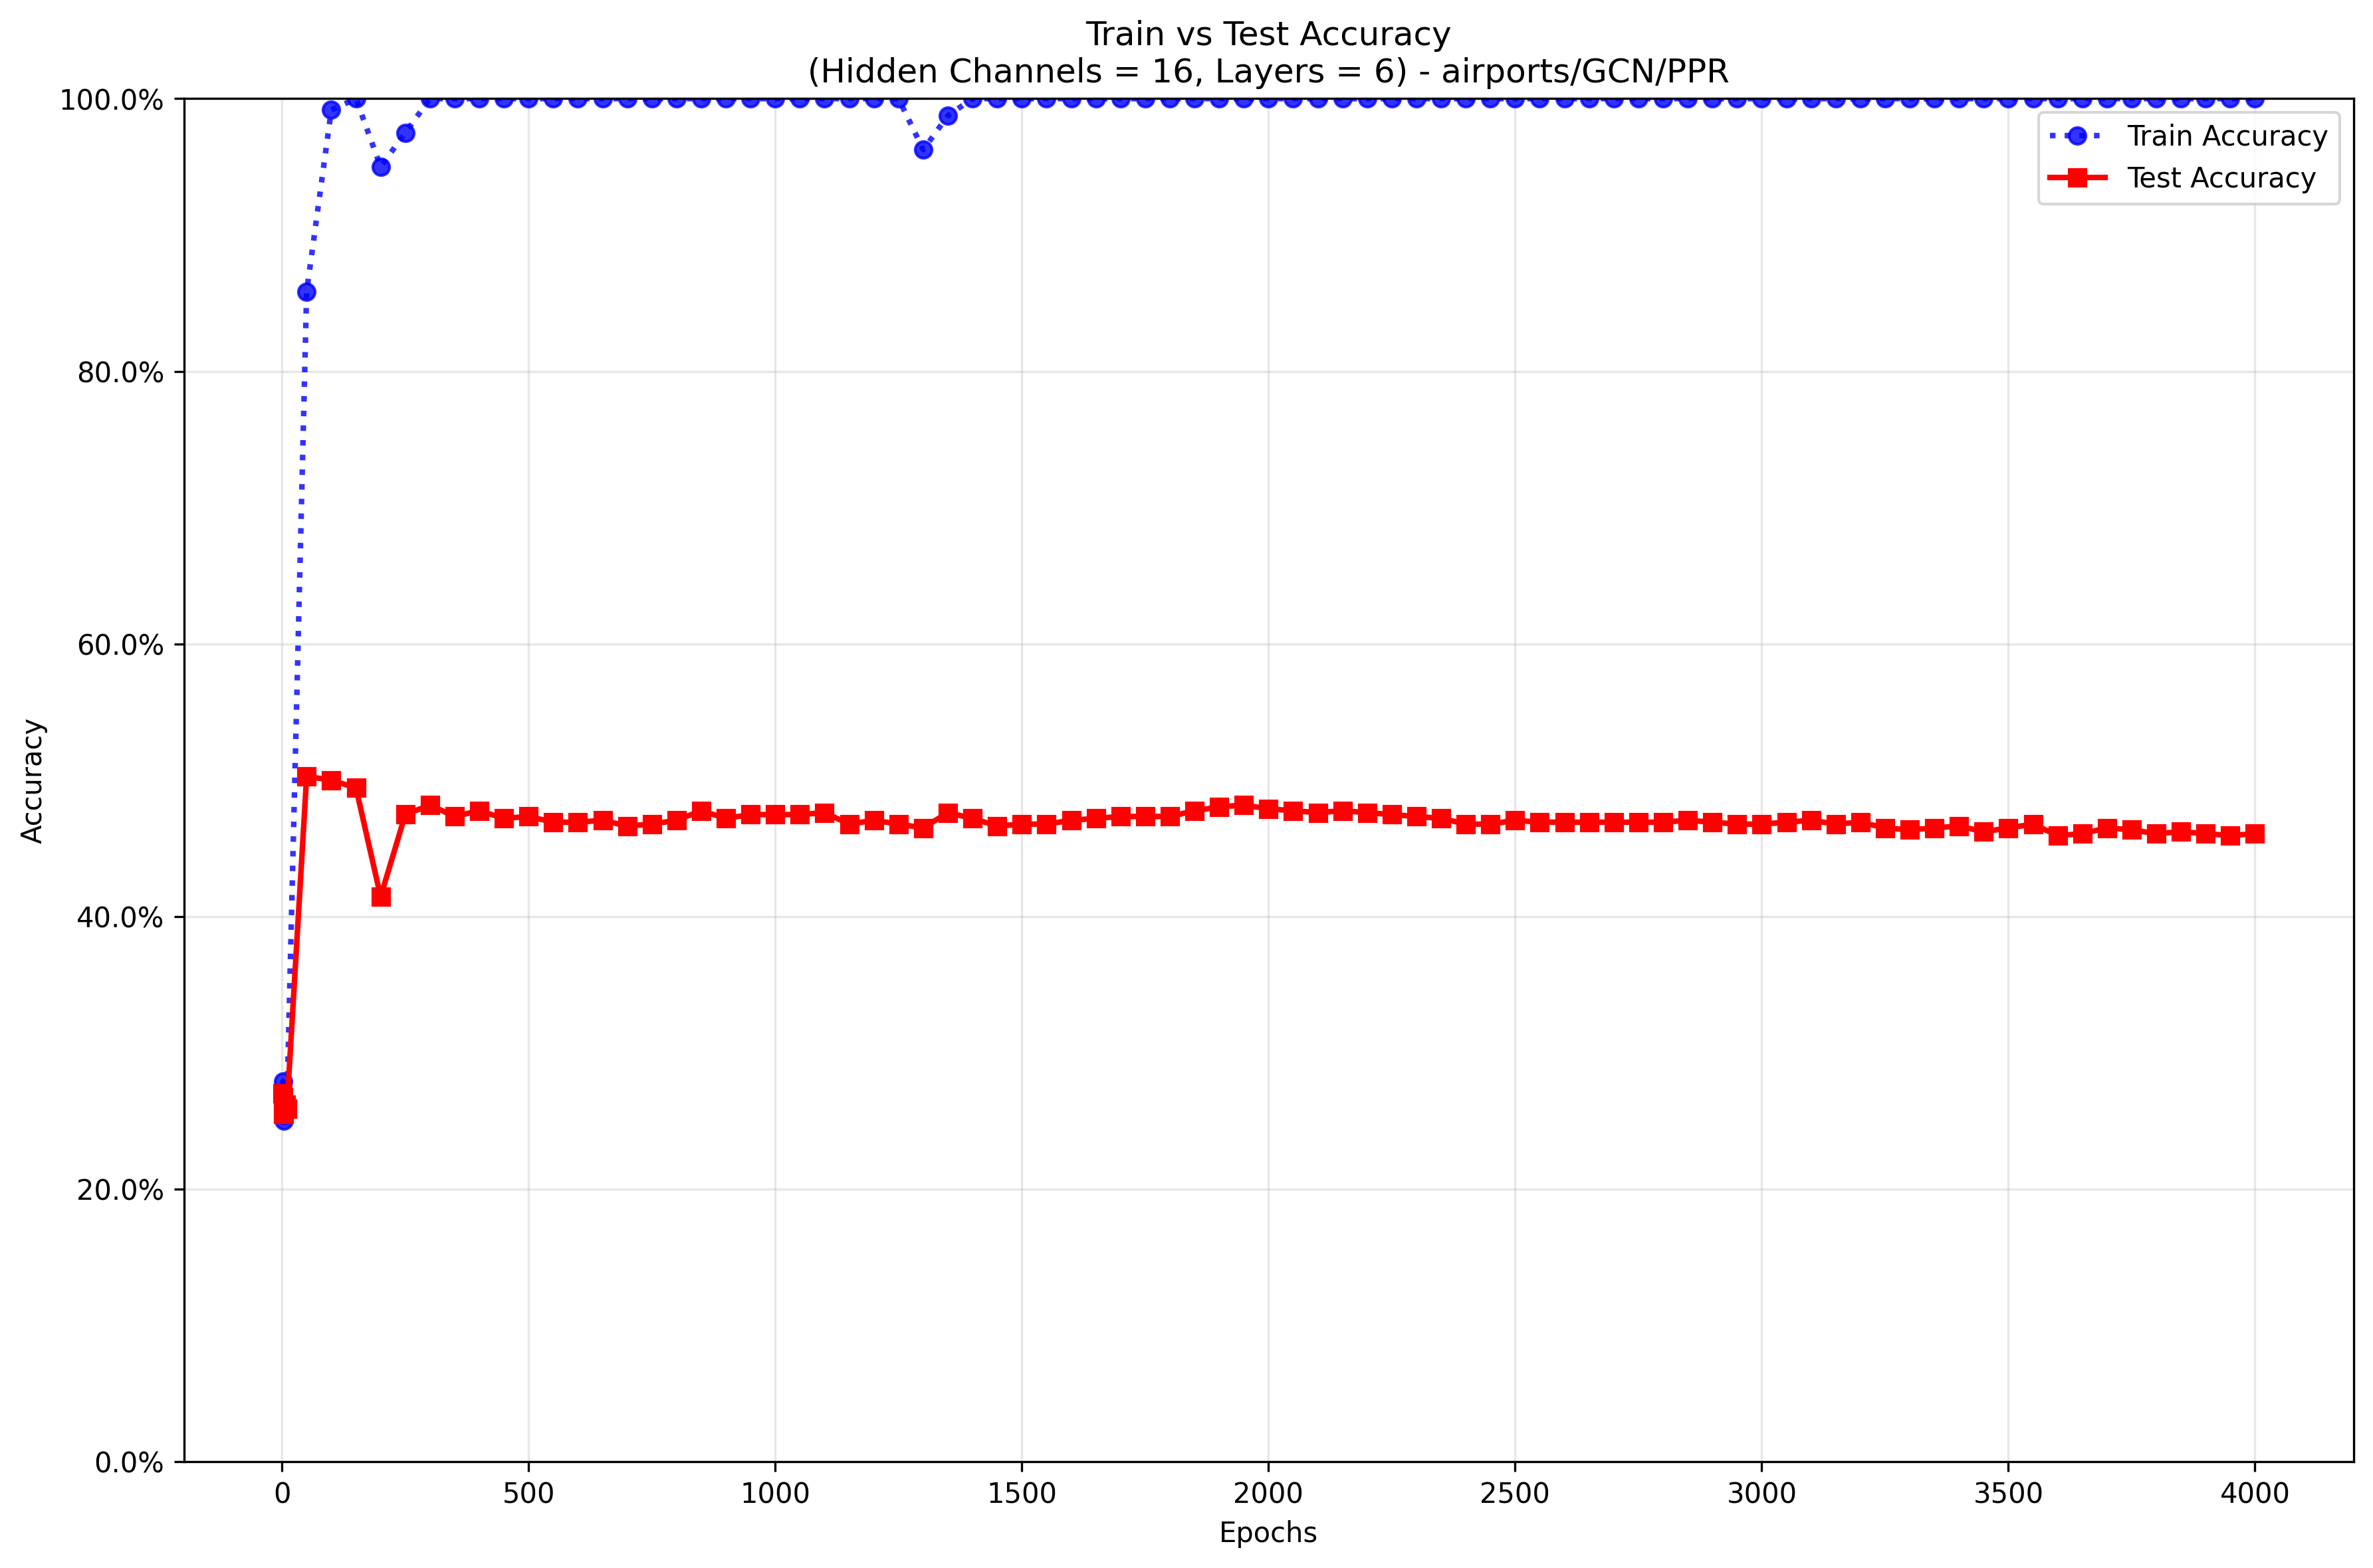 Train vs Test Accuracy
(Hidden Channels = 16, Layers = 6) - airports/GCN/PPR
100.0%
80.0%
60.0%
40.0%
20.0%
0.0%
Accuracy
Train Accuracy
Test Accuracy
0 500 1000 1500 2000 2500 3000 3500 4000
Epochs